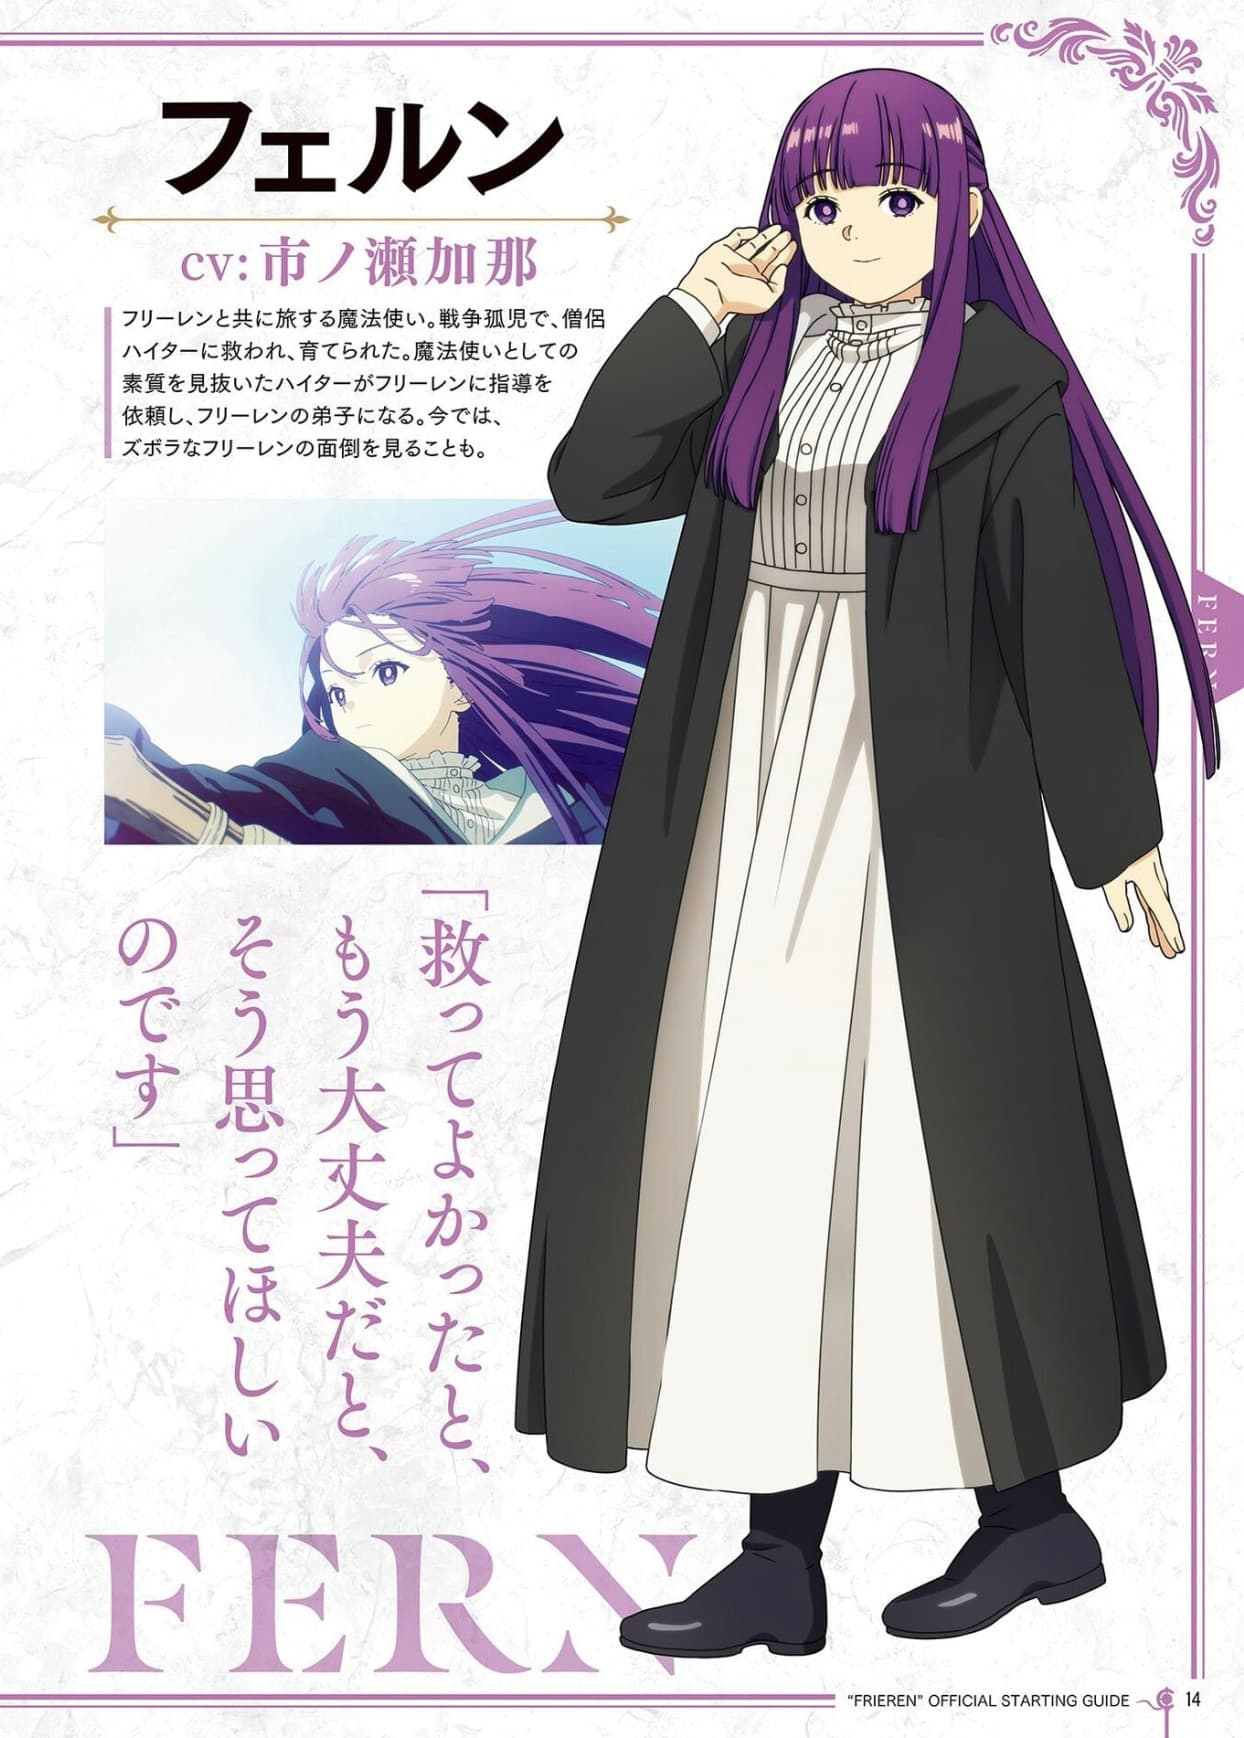 フェルン
cv:市ノ瀬加那
フリーレンと共に旅する魔法使い。戦争孤児で、僧侶
ハイターに救われ、育てられた。魔法使いとしての
素質を見抜いたハイターがフリーレンに指導を
依頼し、フリーレンの弟子になる。今では、
ズボラなフリーレンの面倒を見ることも。
「救ってよかったと、
もう大丈夫だと、
そう思ってほしい
のです」
FERN
FERN
"FRIEREN" OFFICIAL STARTING GUIDE
14